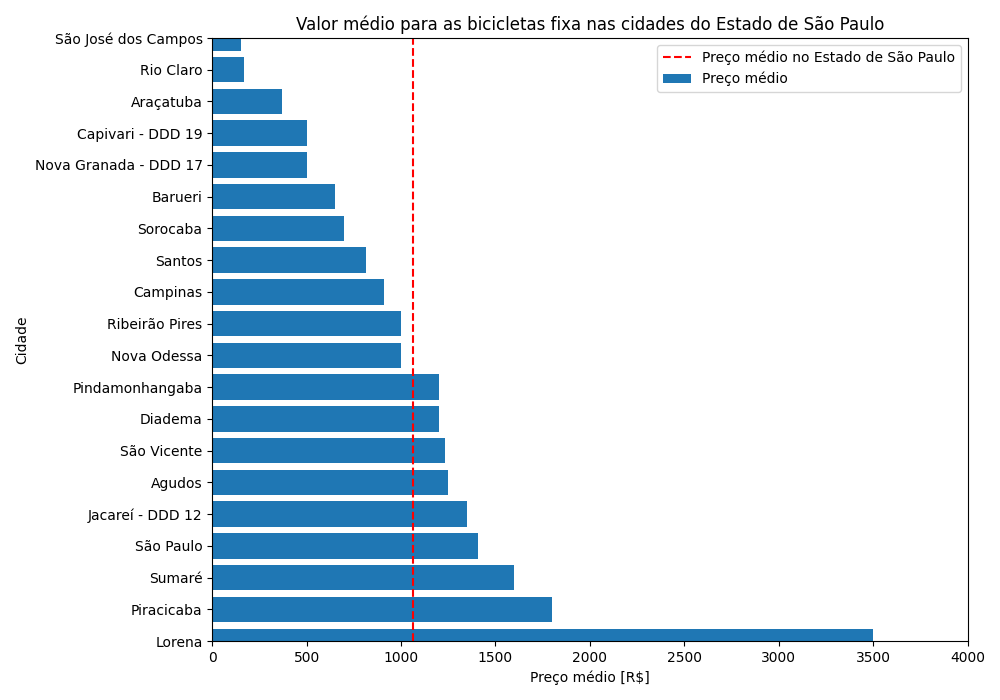 Valor médio para as bicicletas fixa nas cidades do Estado de São Paulo
Preço médio no Estado de São Paulo
Preço médio
Cidade
São José dos Campos
Rio Claro
Araçatuba
Capivari - DDD 19
Nova Granada - DDD 17
Barueri
Sorocaba
Santos
Campinas
Ribeirão Pires
Nova Odessa
Pindamonhangaba
Diadema
São Vicente
Agudos
Jacareí - DDD 12
São Paulo
Sumaré
Piracicaba
Lorena
0 500 1000 1500 2000 2500 3000 3500 4000
Preço médio [R$]